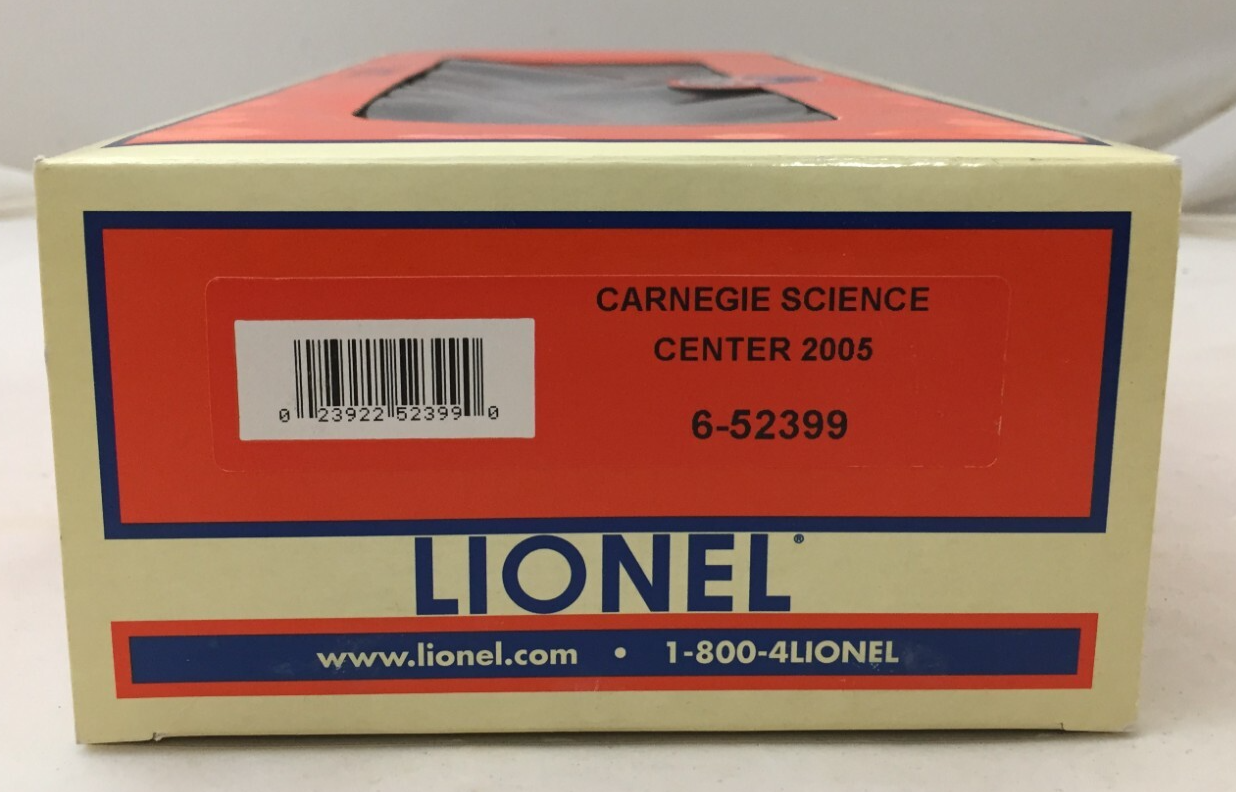 CARNEGIE SCIENCE
CENTER 2005
6-52399
0 23922 52399 0
LIONEL®
www.lionel.com • 1-800-4LIONEL